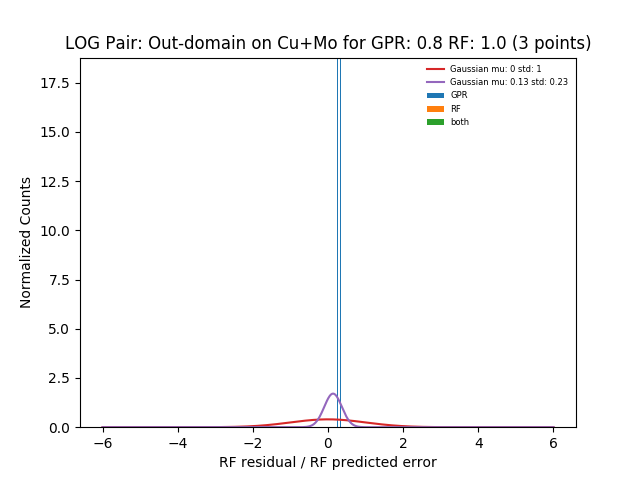 LOG Pair: Out-domain on Cu+Mo for GPR: 0.8 RF: 1.0 (3 points)
Gaussian mu: 0 std: 1
Gaussian mu: 0.13 std: 0.23
GPR
RF
both
Normalized Counts
17.5
15.0
12.5
10.0
7.5
5.0
2.5
0.0
−6 −4 −2 0 2 4 6
RF residual / RF predicted error